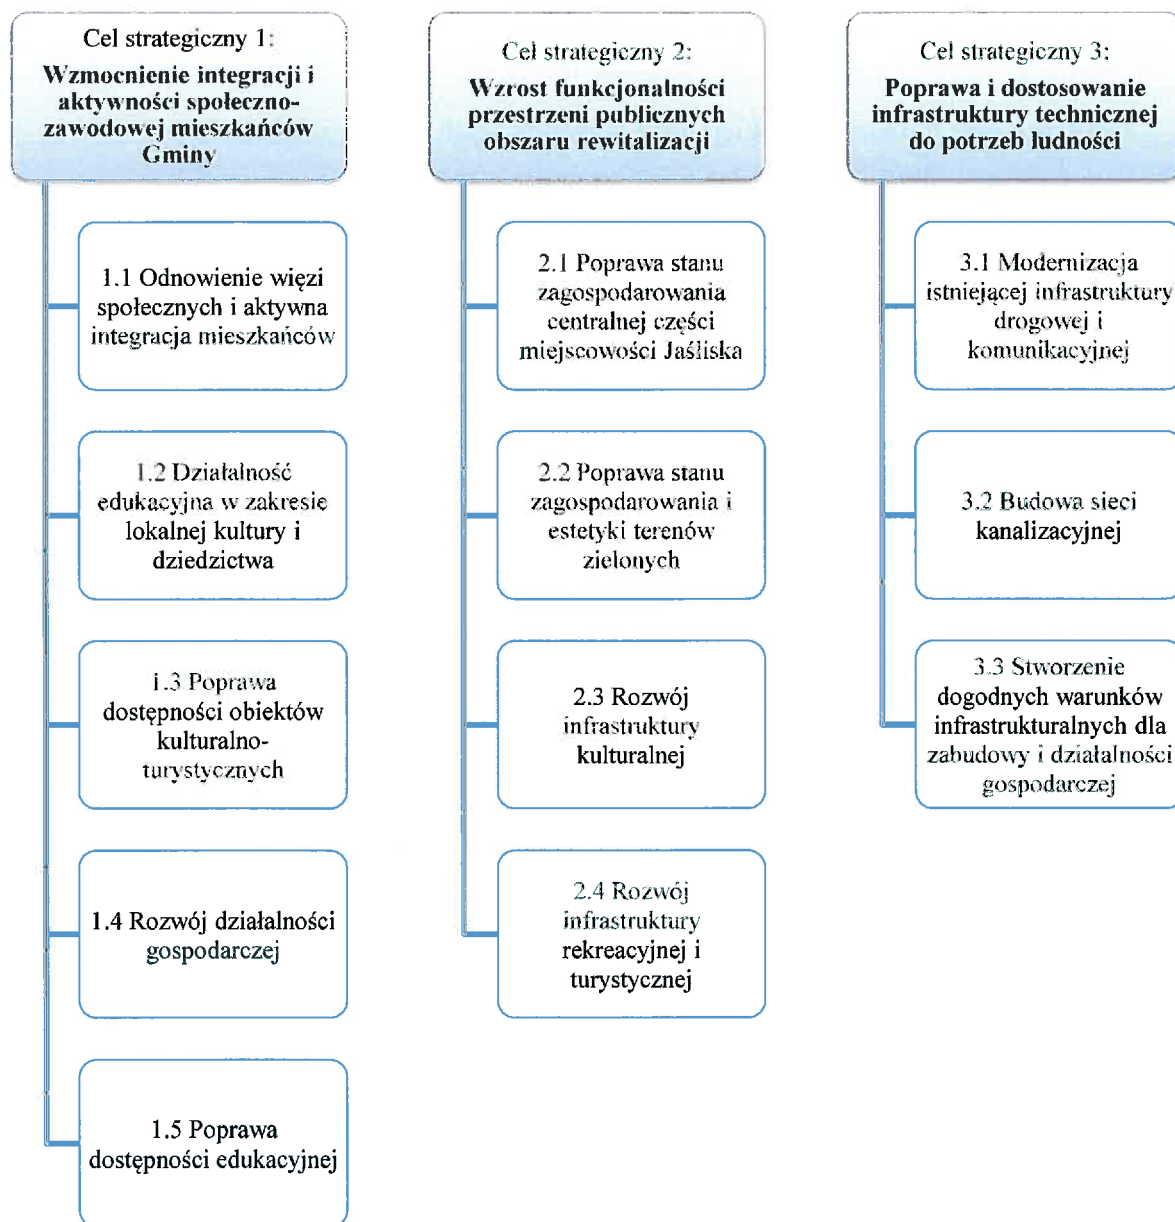 Cel strategiczny 1:
Wzmocnienie integracji i
aktywności społeczno-
zawodowej mieszkańców
Gminy
1.1 Odnowienie więzi
społecznych i aktywna
integracja mieszkańców
1.2 Działalność
edukacyjna w zakresie
lokalnej kultury i
dziedzictwa
1.3 Poprawa
dostępności obiektów
kulturalno-
turystycznych
1.4 Rozwój działalności
gospodarczej
1.5 Poprawa
dostępności edukacyjnej
Cel strategiczny 2:
Wzrost funkcjonalności
przestrzeni publicznych
obszaru rewitalizacji
2.1 Poprawa stanu
zagospodarowania
centralnej części
miejscowości Jaśliska
2.2 Poprawa stanu
zagospodarowania i
estetyki terenów
zielonych
2.3 Rozwój
infrastruktury
kulturalnej
2.4 Rozwój
infrastruktury
rekreacyjnej i
turystycznej
Cel strategiczny 3:
Poprawa i dostosowanie
infrastruktury technicznej
do potrzeb ludności
3.1 Modernizacja
istniejącej infrastruktury
drogowej i
komunikacyjnej
3.2 Budowa sieci
kanalizacyjnej
3.3 Stworzenie
dogodnych warunków
infrastrukturalnych dla
zabudowy i działalności
gospodarczej